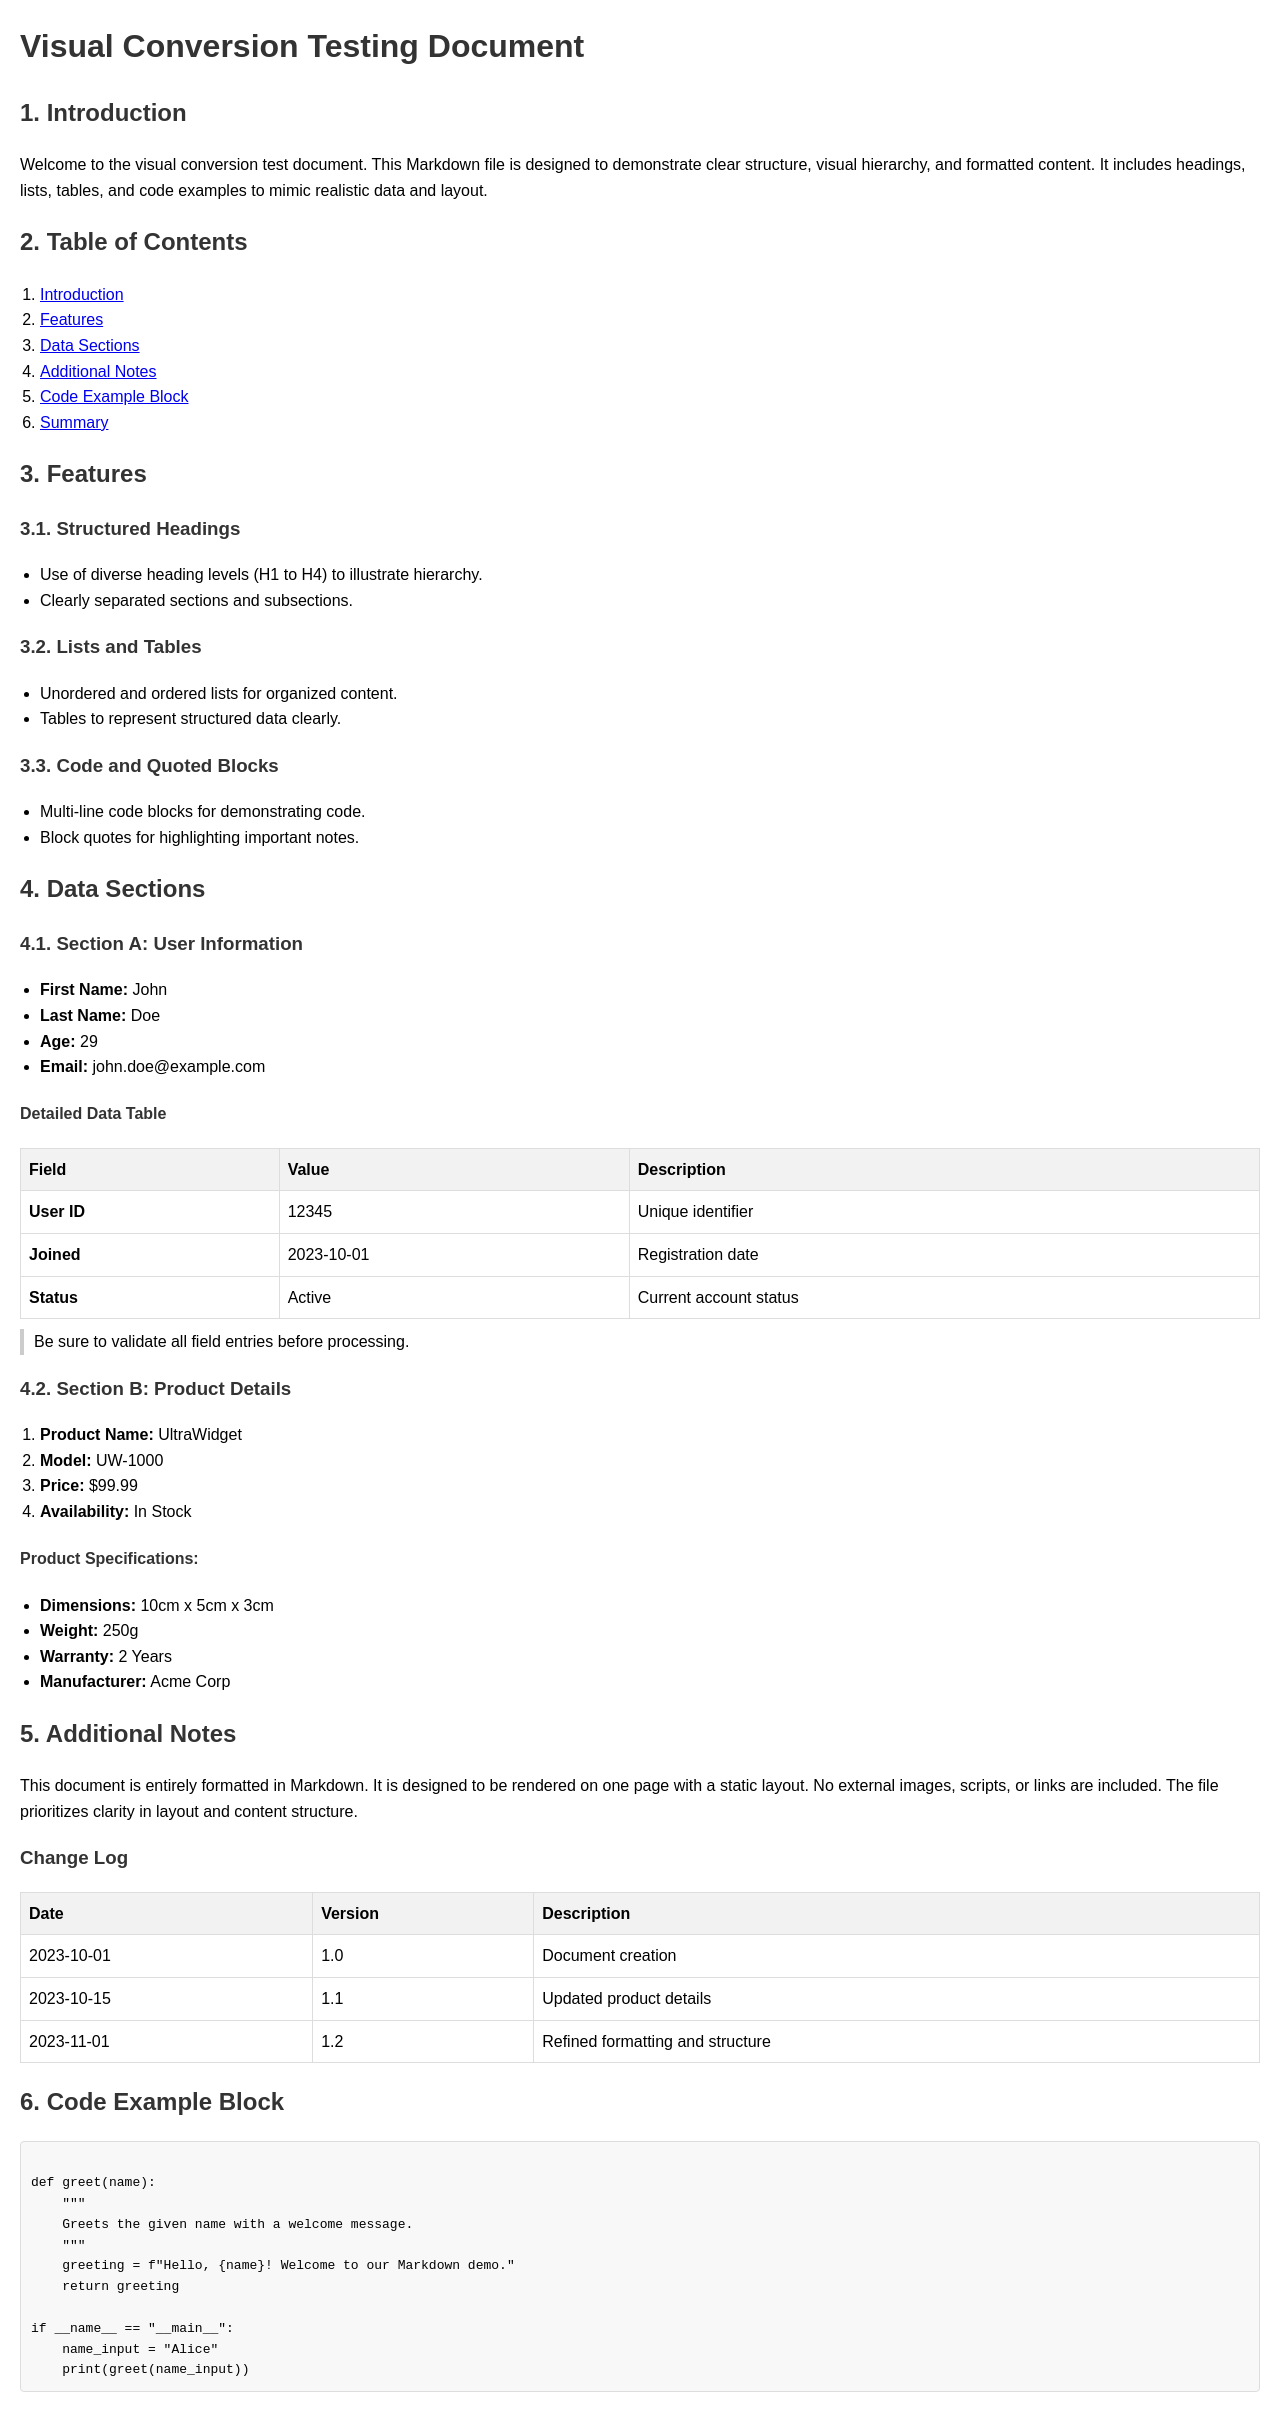 Visual Conversion Testing Document
1. Introduction
Welcome to the visual conversion test document. This Markdown file is designed to demonstrate clear structure, visual hierarchy, and formatted content. It includes headings,
lists, tables, and code examples to mimic realistic data and layout.
2. Table of Contents
1. Introduction
2. Features
3. Data Sections
4. Additional Notes
5. Code Example Block
6. Summary
3. Features
3.1. Structured Headings
• Use of diverse heading levels (H1 to H4) to illustrate hierarchy.
• Clearly separated sections and subsections.
3.2. Lists and Tables
• Unordered and ordered lists for organized content.
• Tables to represent structured data clearly.
3.3. Code and Quoted Blocks
• Multi-line code blocks for demonstrating code.
• Block quotes for highlighting important notes.
4. Data Sections
4.1. Section A: User Information
• First Name: John
• Last Name: Doe
• Age: 29
• Email: john.doe@example.com
Detailed Data Table
Field Value Description
User ID 12345 Unique identifier
Joined 2023-10-01 Registration date
Status Active Current account status
Be sure to validate all field entries before processing.
4.2. Section B: Product Details
1. Product Name: UltraWidget
2. Model: UW-1000
3. Price: $99.99
4. Availability: In Stock
Product Specifications:
• Dimensions: 10cm x 5cm x 3cm
• Weight: 250g
• Warranty: 2 Years
• Manufacturer: Acme Corp
5. Additional Notes
This document is entirely formatted in Markdown. It is designed to be rendered on one page with a static layout. No external images, scripts, or links are included. The file
prioritizes clarity in layout and content structure.
Change Log
Date Version Description
2023-10-01 1.0 Document creation
2023-10-15 1.1 Updated product details
2023-11-01 1.2 Refined formatting and structure
6. Code Example Block
def greet(name):
    """
    Greets the given name with a welcome message.
    """
    greeting = f"Hello, {name}! Welcome to our Markdown demo."
    return greeting

if __name__ == "__main__":
    name_input = "Alice"
    print(greet(name_input))